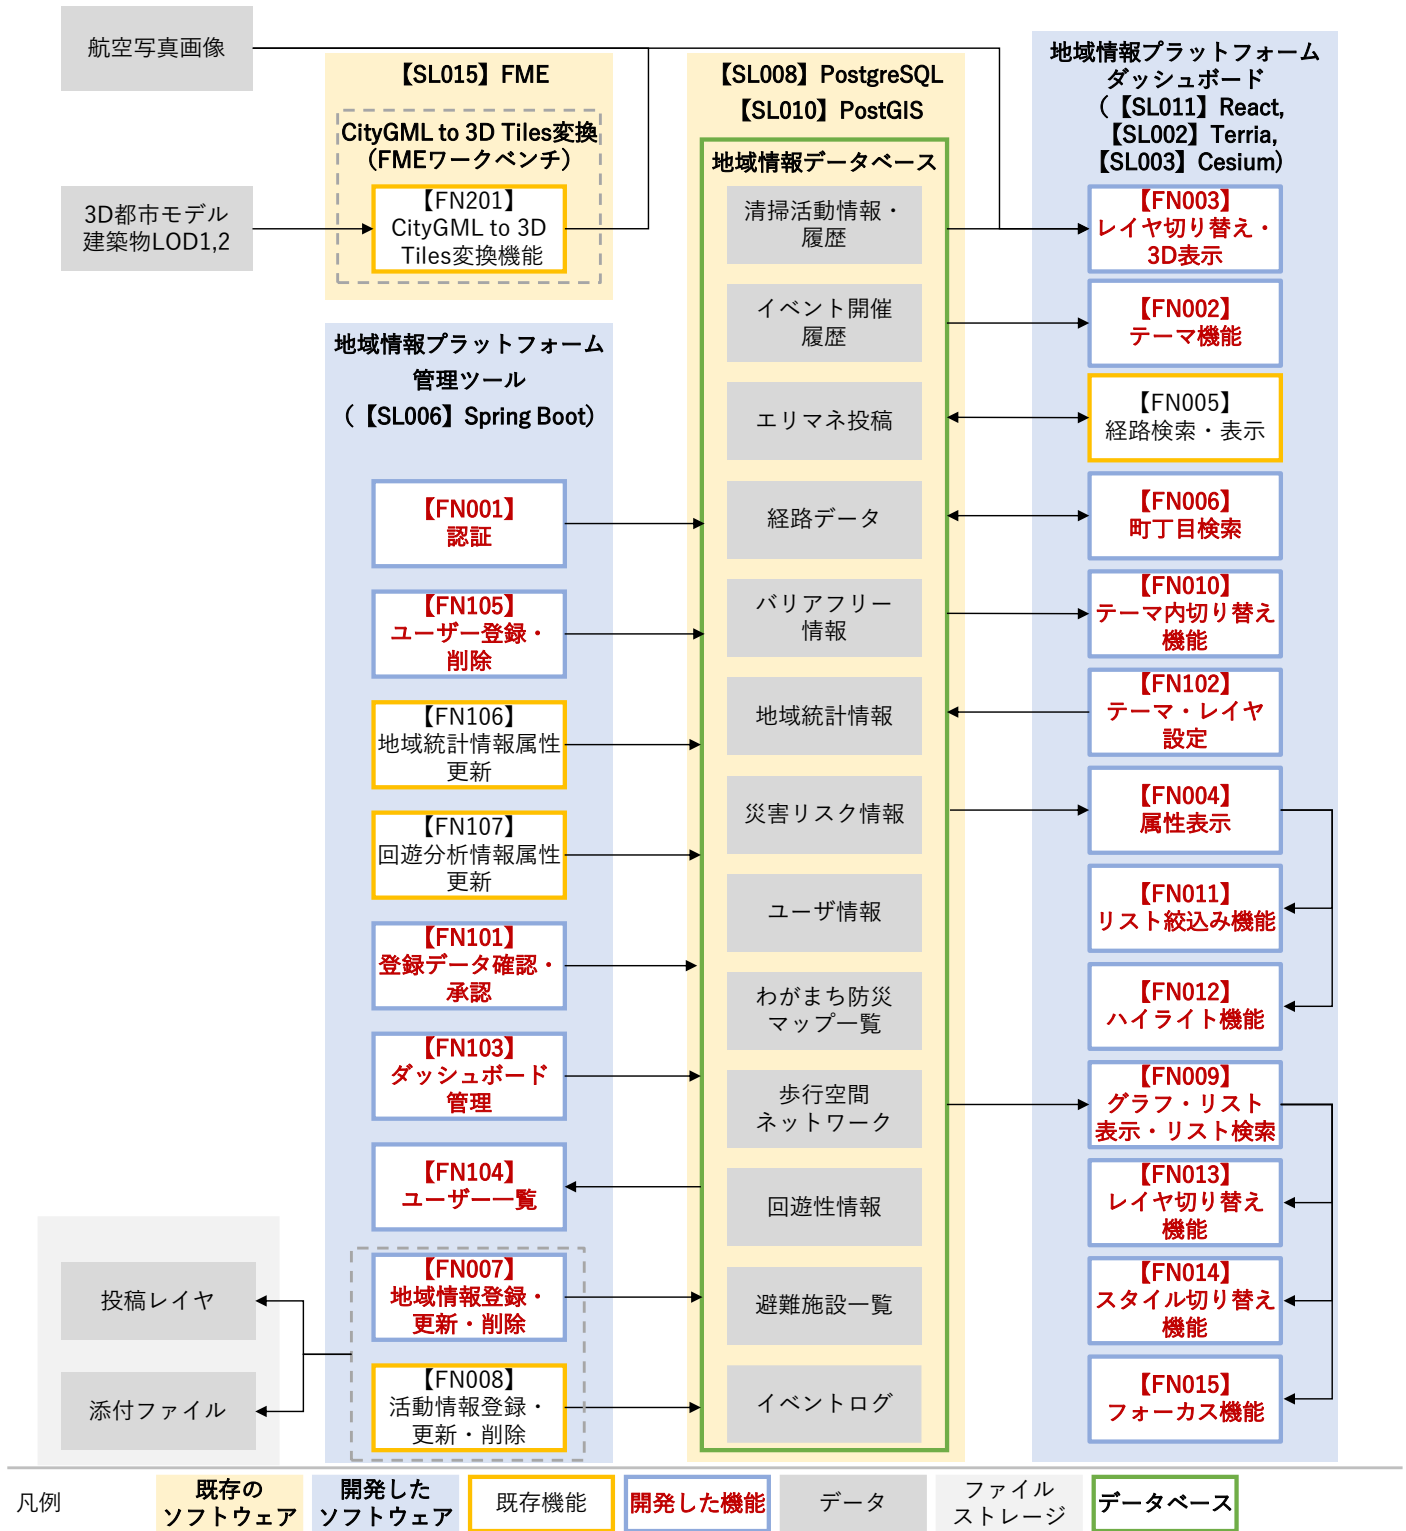 航空写真画像
3D都市モデル
建築物LOD1,2
【SL015】FME
CityGML to 3D Tiles変換
（FMEワークベンチ）
【FN201】
CityGML to 3D
Tiles変換機能
地域情報プラットフォーム
管理ツール
（【SL006】Spring Boot）
【FN001】
認証
【FN105】
ユーザー登録・
削除
【FN106】
地域統計情報属性
更新
【FN107】
回遊分析情報属性
更新
【FN101】
登録データ確認・
承認
【FN103】
ダッシュボード
管理
【FN104】
ユーザー一覧
【FN007】
地域情報登録・
更新・削除
【FN008】
活動情報登録・
更新・削除
投稿レイヤ
添付ファイル
【SL008】PostgreSQL
【SL010】PostGIS
地域情報データベース
清掃活動情報・
履歴
イベント開催
履歴
エリマネ投稿
経路データ
バリアフリー
情報
地域統計情報
災害リスク情報
ユーザ情報
わがまち防災
マップ一覧
歩行空間
ネットワーク
回遊性情報
避難施設一覧
イベントログ
地域情報プラットフォーム
ダッシュボード
（【SL011】React,
【SL002】Terria,
【SL003】Cesium)
【FN003】
レイヤ切り替え・
3D表示
【FN002】
テーマ機能
【FN005】
経路検索・表示
【FN006】
町丁目検索
【FN010】
テーマ内切り替え
機能
【FN102】
テーマ・レイヤ
設定
【FN004】
属性表示
【FN011】
リスト絞込み機能
【FN012】
ハイライト機能
【FN009】
グラフ・リスト
表示・リスト検索
【FN013】
レイヤ切り替え
機能
【FN014】
スタイル切り替え
機能
【FN015】
フォーカス機能
凡例
既存の
ソフトウェア
開発した
ソフトウェア
既存機能
開発した機能
データ
ファイル
ストレージ
データベース